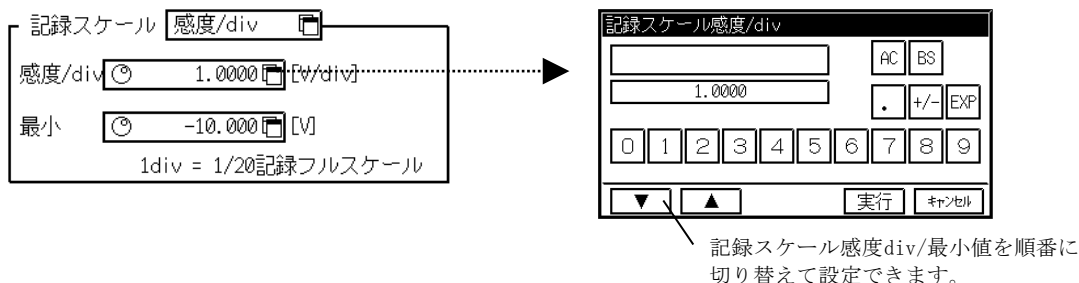 記録スケール 感度/div
感度/div 1.0000 [V/div]
最小 -10.000 [V]
1div = 1/20記録フルスケール
記録スケール感度/div
AC BS
1.0000
. +/- EXP
0 1 2 3 4 5 6 7 8 9
▼ ▲ 実行 キャンセル
記録スケール感度div/最小値を順番に
切り替えて設定できます。